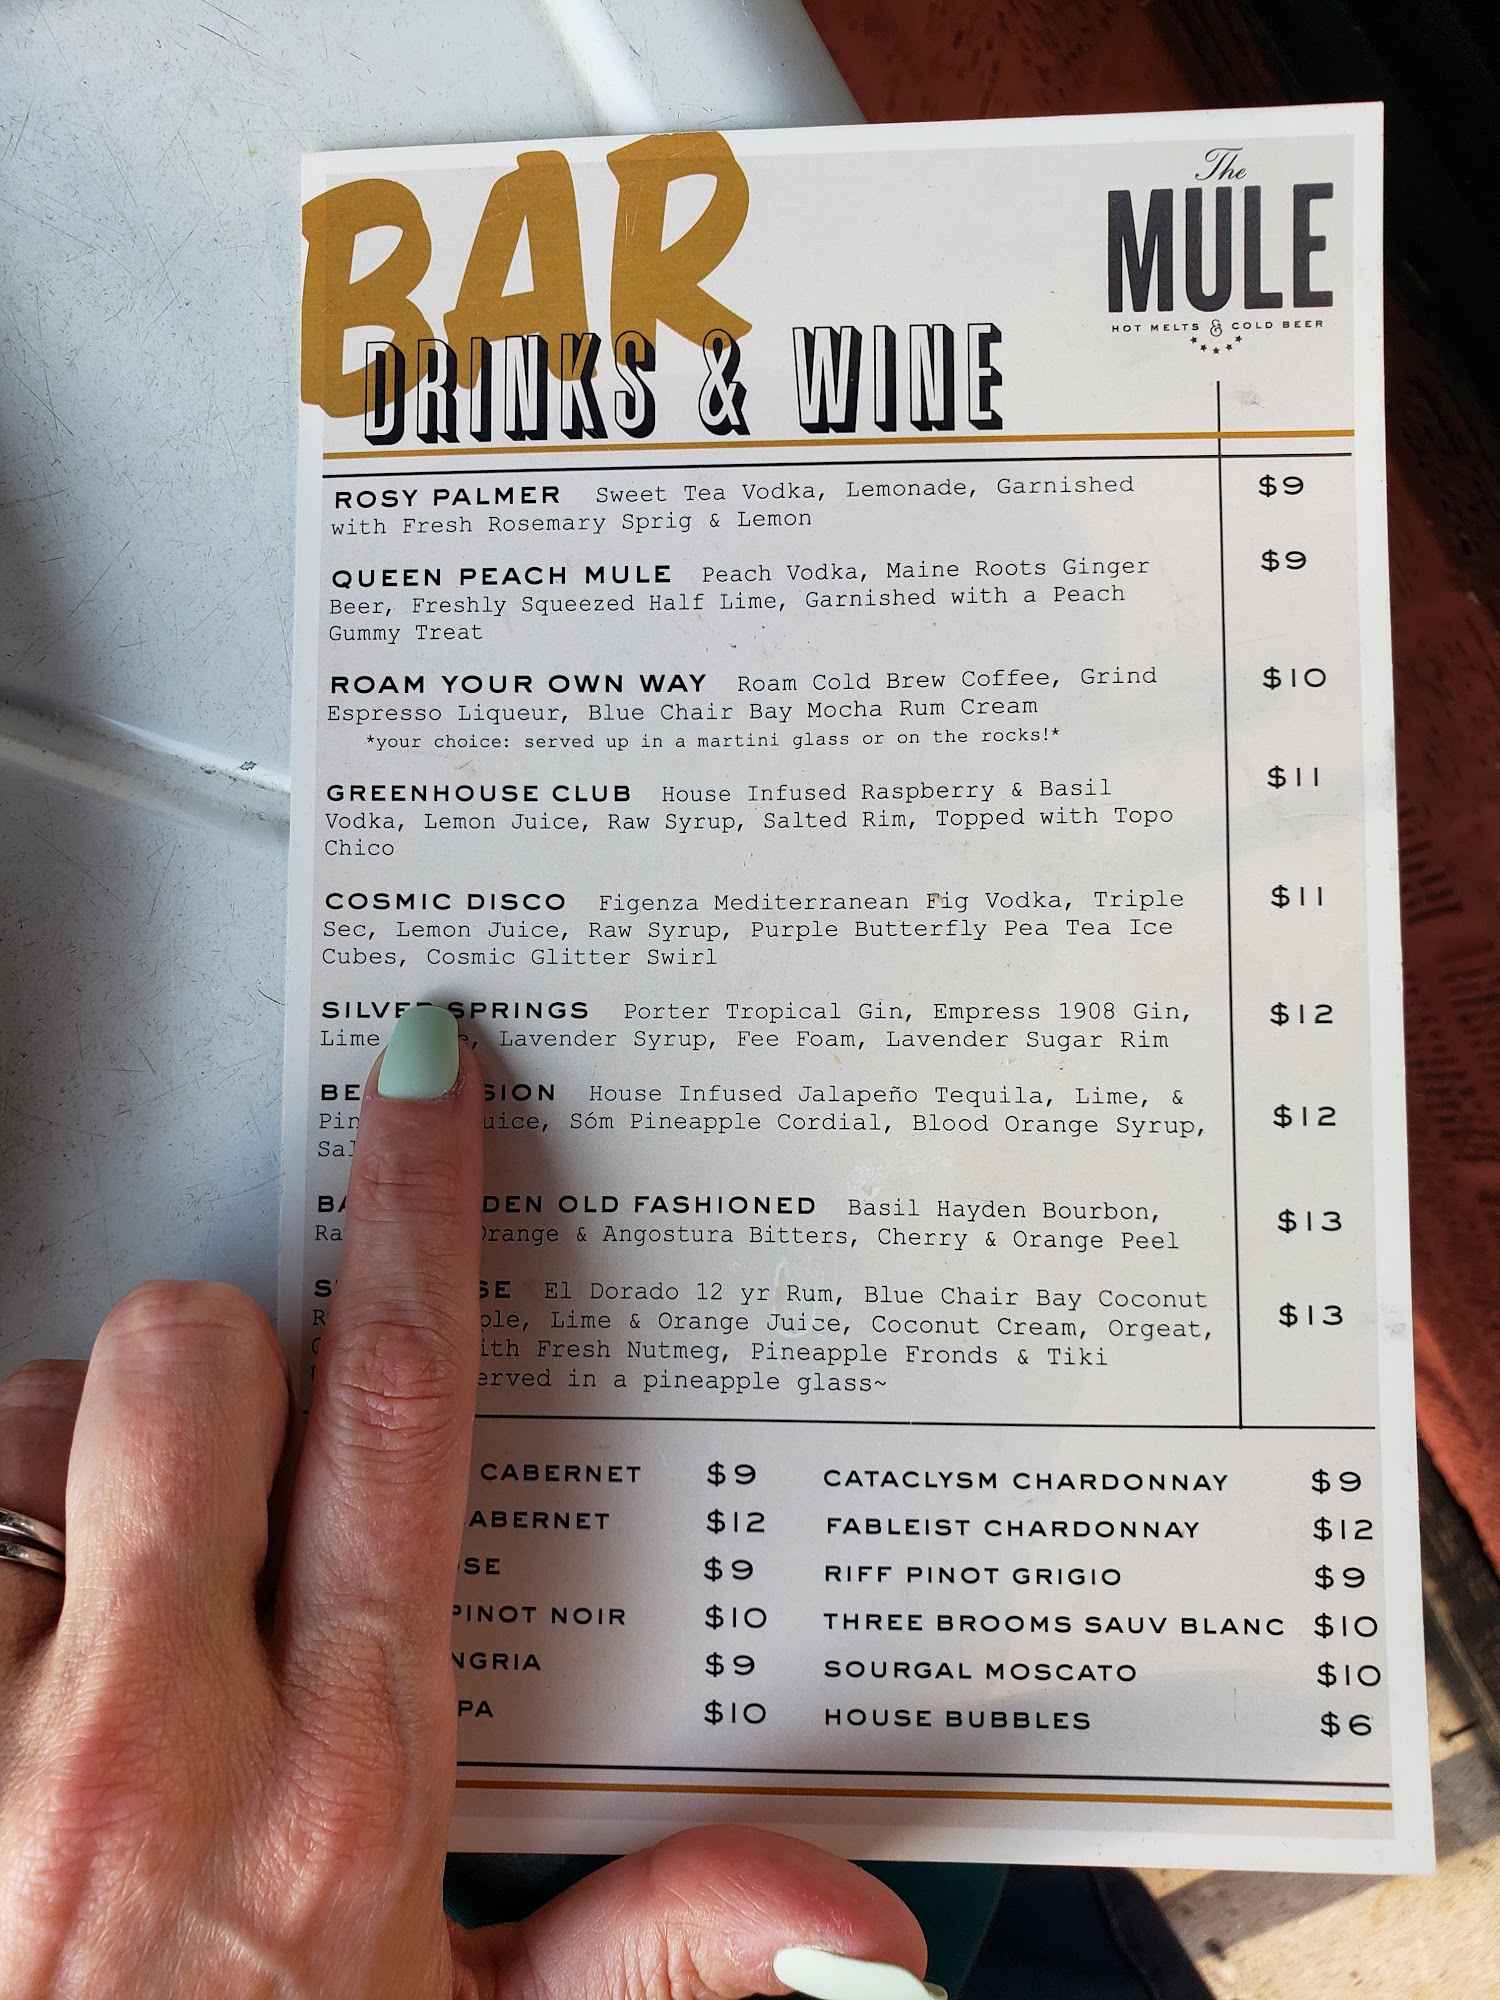 BAR
DRINKS & WINE
The
MULE
HOT MELTS & COLD BEER
ROSY PALMER Sweet Tea Vodka, Lemonade, Garnished $9
with Fresh Rosemary Sprig & Lemon
QUEEN PEACH MULE Peach Vodka, Maine Roots Ginger $9
Beer, Freshly Squeezed Half Lime, Garnished with a Peach
Gummy Treat
ROAM YOUR OWN WAY Roam Cold Brew Coffee, Grind $10
Espresso Liqueur, Blue Chair Bay Mocha Rum Cream
*your choice: served up in a martini glass or on the rocks!*
GREENHOUSE CLUB House Infused Raspberry & Basil $11
Vodka, Lemon Juice, Raw Syrup, Salted Rim, Topped with Topo
Chico
COSMIC DISCO Figenza Mediterranean Fig Vodka, Triple $11
Sec, Lemon Juice, Raw Syrup, Purple Butterfly Pea Tea Ice
Cubes, Cosmic Glitter Swirl
SILVER SPRINGS Porter Tropical Gin, Empress 1908 Gin, $12
Lime Lavender Syrup, Fee Foam, Lavender Sugar Rim
House Infused Jalapeño Tequila, Lime, & $12
Sóm Pineapple Cordial, Blood Orange Syrup,
OLD FASHIONED Basil Hayden Bourbon, $13
Orange & Angostura Bitters, Cherry & Orange Peel
El Dorado 12 yr Rum, Blue Chair Bay Coconut $13
Lime & Orange Juice, Coconut Cream, Orgeat,
with Fresh Nutmeg, Pineapple Fronds & Tiki
served in a pineapple glass~
CABERNET $9 CATACLYSM CHARDONNAY $9
CABERNET $12 FABLEIST CHARDONNAY $12
$9 RIFF PINOT GRIGIO $9
PINOT NOIR $10 THREE BROOMS SAUV BLANC $10
$9 SOURGAL MOSCATO $10
$10 HOUSE BUBBLES $6